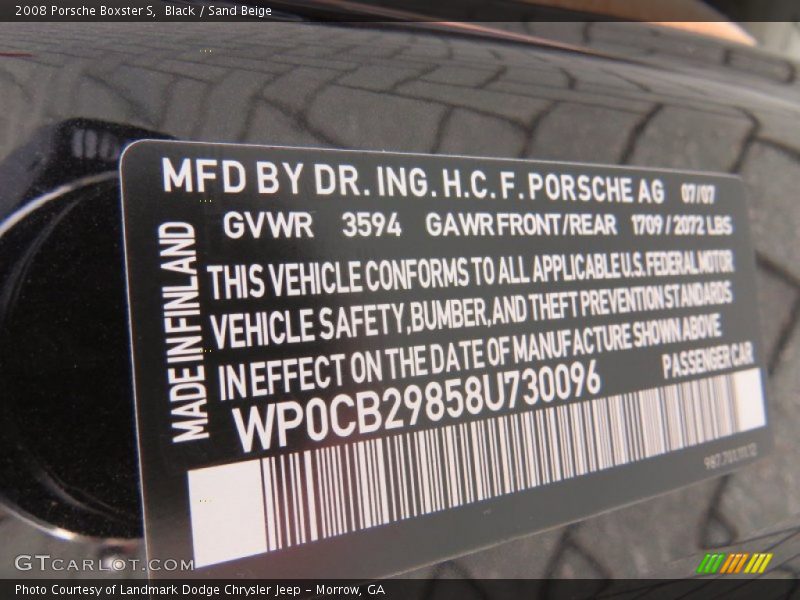 2008 Porsche Boxster S,  Black / Sand Beige
MFD BY DR. ING. H.C. F. PORSCHE AG 07/07
GVWR 3594 GAWR FRONT/REAR 1709 / 2072 LBS
MADE IN FINLAND
THIS VEHICLE CONFORMS TO ALL APPLICABLE U.S. FEDERAL MOTOR
VEHICLE SAFETY, BUMBER, AND THEFT PREVENTION STANDARDS
IN EFFECT ON THE DATE OF MANUFACTURE SHOWN ABOVE
WP0CB29858U730096 PASSENGER CAR
GTCARLOT.COM
Photo Courtesy of Landmark Dodge Chrysler Jeep – Morrow, GA